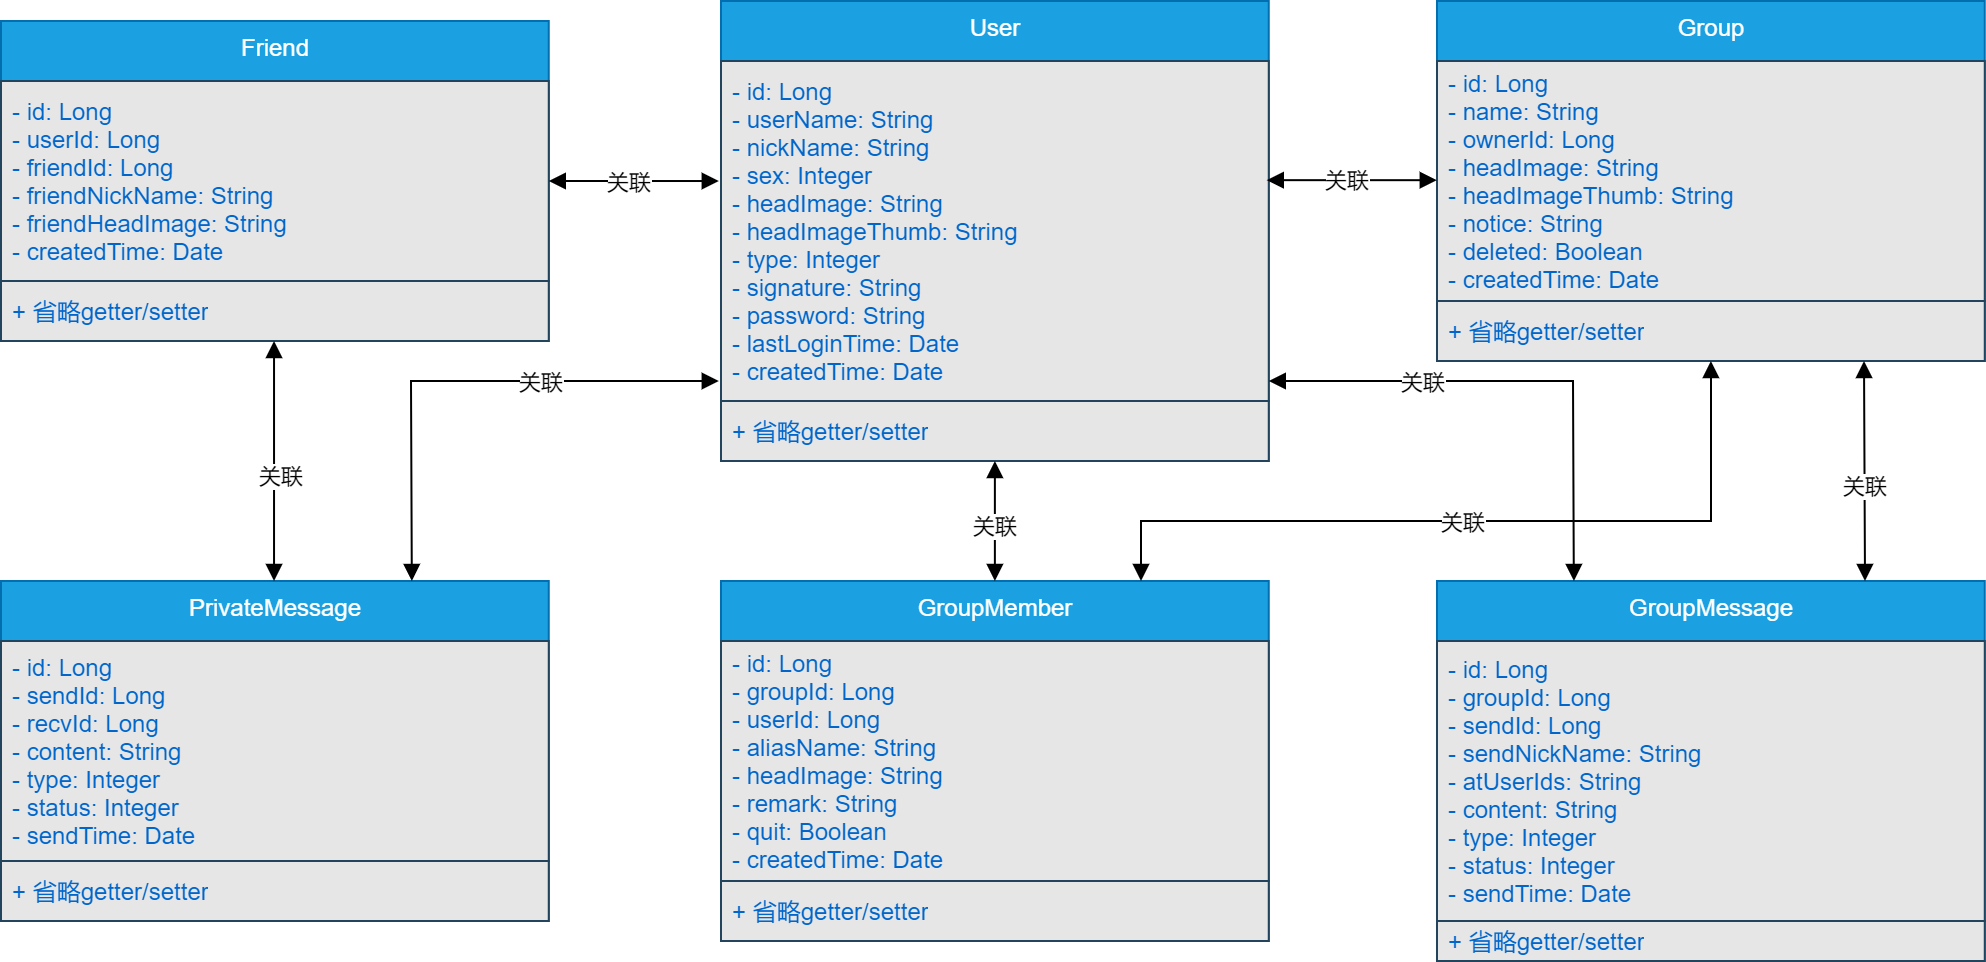 Friend
- id: Long
- userId: Long
- friendId: Long
- friendNickName: String
- friendHeadImage: String
- createdTime: Date
+ 省略getter/setter
关联
User
- id: Long
- userName: String
- nickName: String
- sex: Integer
- headImage: String
- headImageThumb: String
- type: Integer
- signature: String
- password: String
- lastLoginTime: Date
- createdTime: Date
+ 省略getter/setter
关联
Group
- id: Long
- name: String
- ownerId: Long
- headImage: String
- headImageThumb: String
- notice: String
- deleted: Boolean
- createdTime: Date
+ 省略getter/setter
关联
关联
关联
关联
关联
关联
PrivateMessage
- id: Long
- sendId: Long
- recvId: Long
- content: String
- type: Integer
- status: Integer
- sendTime: Date
+ 省略getter/setter
GroupMember
- id: Long
- groupId: Long
- userId: Long
- aliasName: String
- headImage: String
- remark: String
- quit: Boolean
- createdTime: Date
+ 省略getter/setter
GroupMessage
- id: Long
- groupId: Long
- sendId: Long
- sendNickName: String
- atUserIds: String
- content: String
- type: Integer
- status: Integer
- sendTime: Date
+ 省略getter/setter